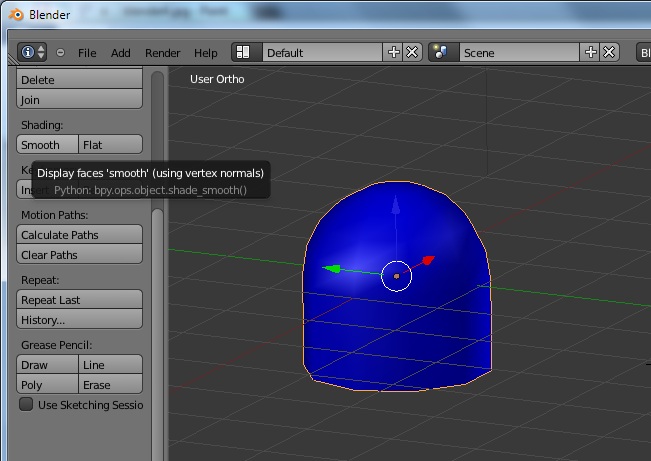 Blender
File Add Render Help Default Scene Bl
User Ortho
Delete
Join
Shading:
Smooth Flat
Display faces 'smooth' (using vertex normals)
Python: bpy.ops.object.shade_smooth()
Motion Paths:
Calculate Paths
Clear Paths
Repeat:
Repeat Last
History...
Grease Pencil:
Draw Line
Poly Erase
Use Sketching Sessio